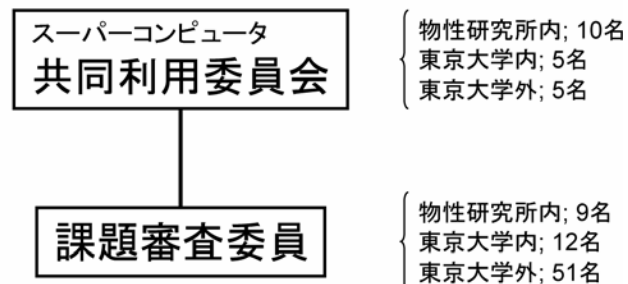 スーパーコンピュータ
共同利用委員会
物性研究所内; 10名
東京大学内; 5名
東京大学外; 5名
課題審査委員
物性研究所内; 9名
東京大学内; 12名
東京大学外; 51名